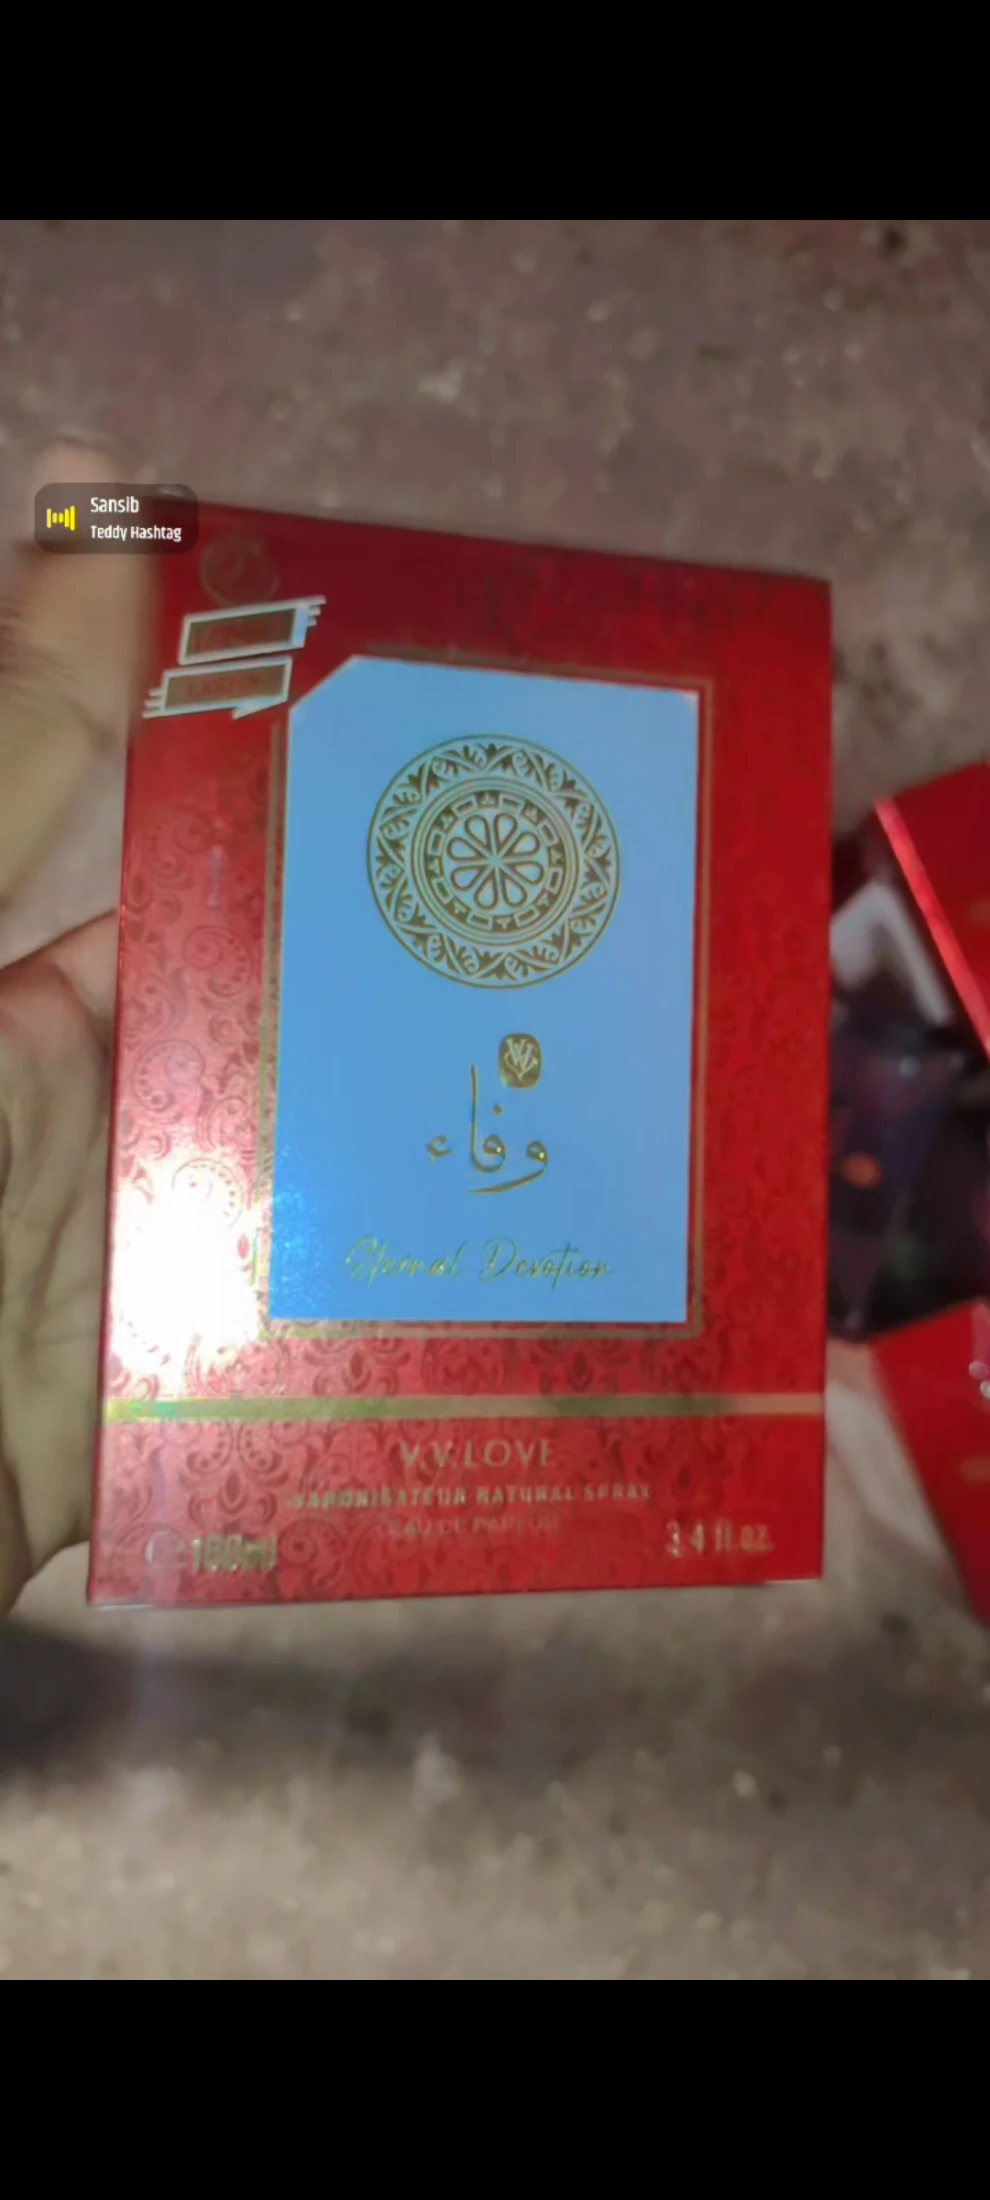 Sansib
Teddy Hashtag
وفاء
Eternal Devotion
V.V.LOVE
VAPORISATEUR NATURAL SPRAY
EAU DE PARFUM
100ml
3.4 fl.oz.